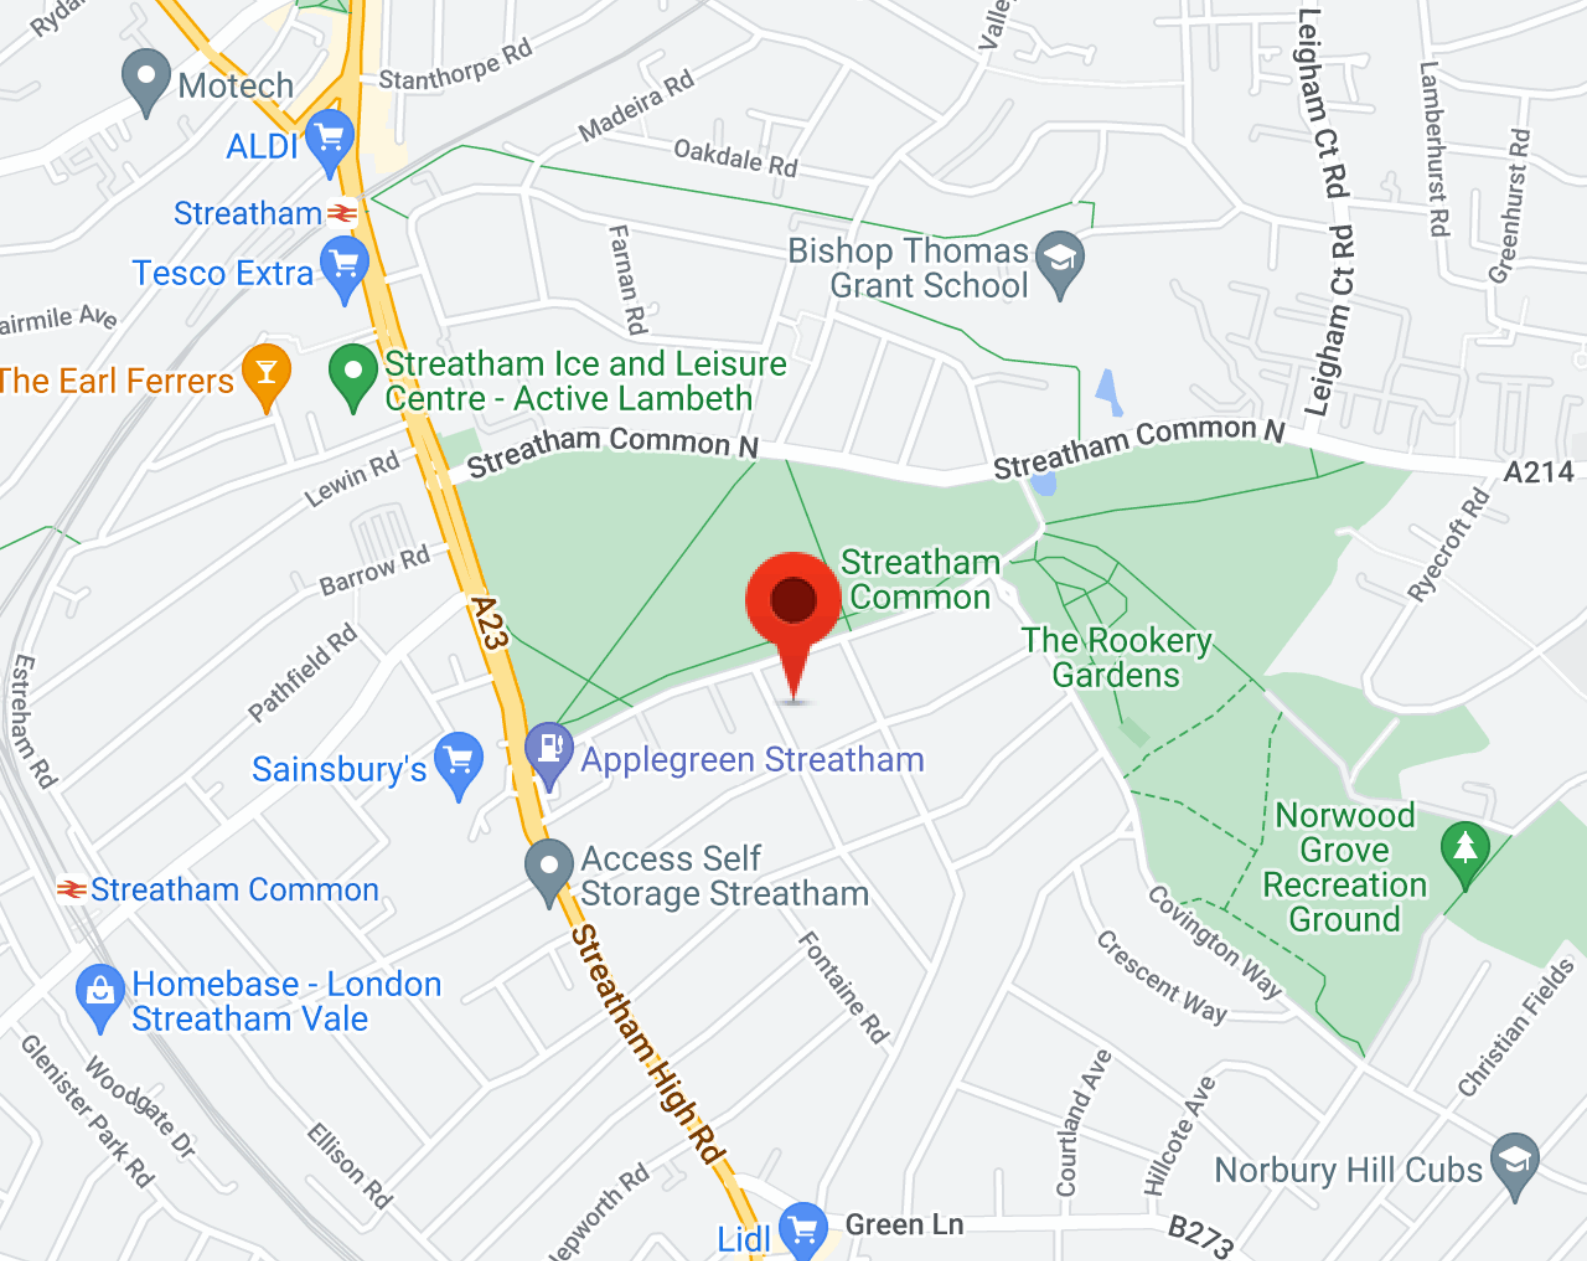 Stanthorpe Rd
Valle
Leigham Ct Rd
Motech
Madeira Rd
Lamberhurst Rd
ALDI
Oakdale Rd
Greenhurst Rd
Streatham
Farnan Rd
Bishop Thomas
Grant School
Tesco Extra
Leigham Ct Rd
airmile Ave
The Earl Ferrers
Streatham Ice and Leisure
Centre - Active Lambeth
Streatham Common N
Streatham Common N
A214
Lewin Rd
Barrow Rd
Ryecroft Rd
Streatham
Common
A23
The Rookery
Gardens
Pathfield Rd
Estreham Rd
Sainsbury's
Applegreen Streatham
Norwood
Grove
Recreation
Ground
Access Self
Storage Streatham
Streatham Common
Covington Way
Crescent Way
Fontaine Rd
Streatham High Rd
Homebase - London
Streatham Vale
Christian Fields
Glenister Park Rd
Woodgate Dr
Ellison Rd
Courtland Ave
Hillcote Ave
Norbury Hill Cubs
epworth Rd
Lidl
Green Ln
B273